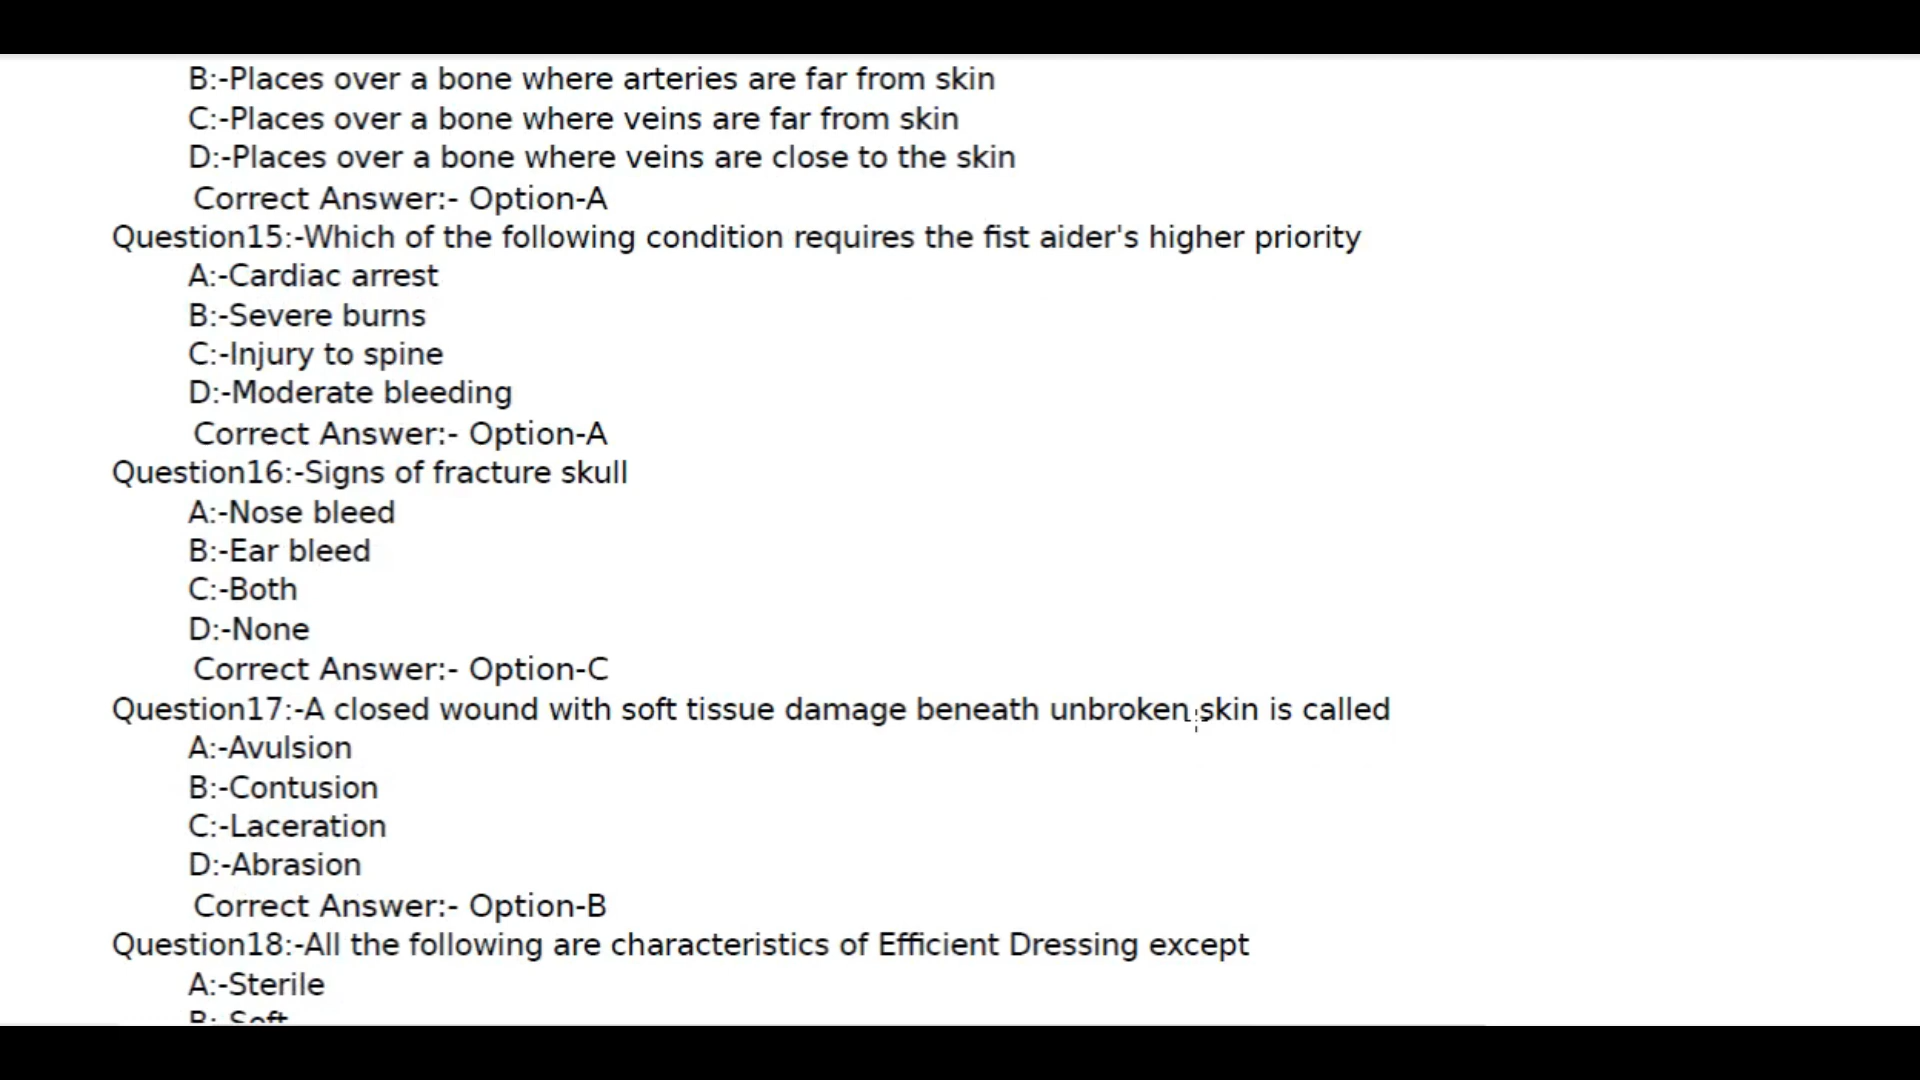 B:-Places over a bone where arteries are far from skin
C:-Places over a bone where veins are far from skin
D:-Places over a bone where veins are close to the skin
Correct Answer:- Option-A
Question15:-Which of the following condition requires the fist aider's higher priority
A:-Cardiac arrest
B:-Severe burns
C:-Injury to spine
D:-Moderate bleeding
Correct Answer:- Option-A
Question16:-Signs of fracture skull
A:-Nose bleed
B:-Ear bleed
C:-Both
D:-None
Correct Answer:- Option-C
Question17:-A closed wound with soft tissue damage beneath unbroken skin is called
A:-Avulsion
B:-Contusion
C:-Laceration
D:-Abrasion
Correct Answer:- Option-B
Question18:-All the following are characteristics of Efficient Dressing except
A:-Sterile
B:-Soft